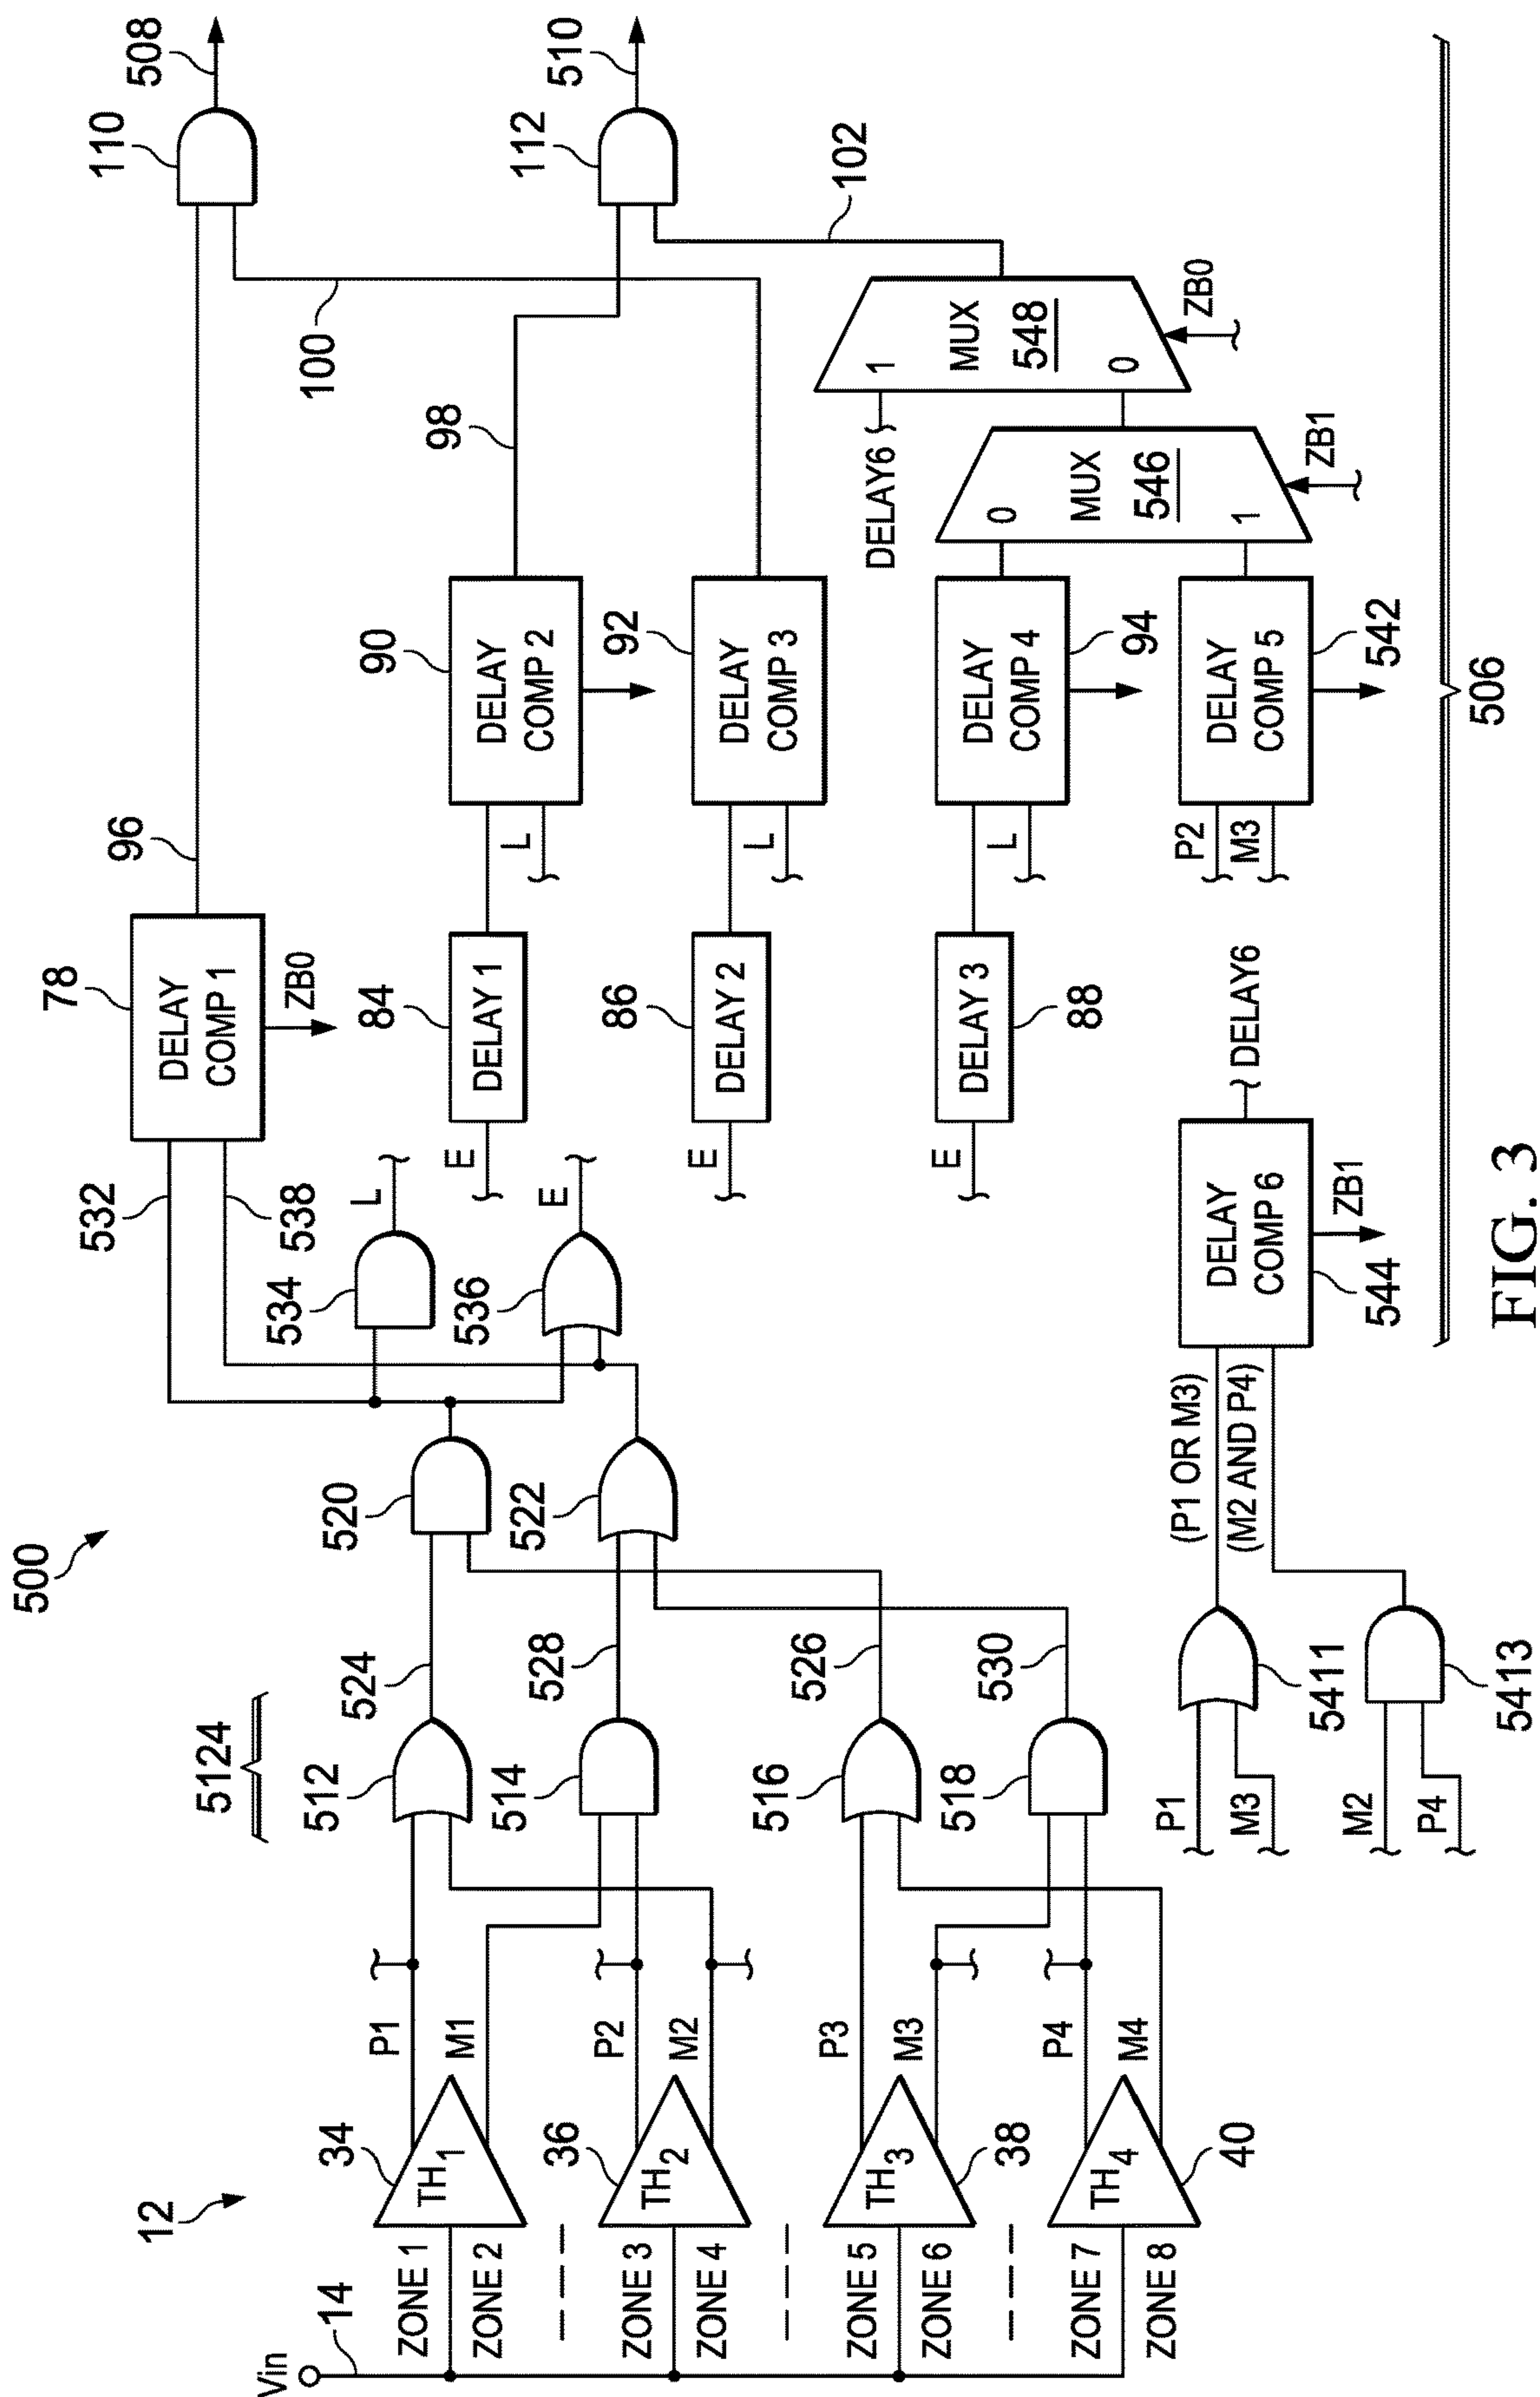 500
12
Vin
14
ZONE 1
ZONE 2
ZONE 3
ZONE 4
ZONE 5
ZONE 6
ZONE 7
ZONE 8
34
TH1
36
TH2
38
TH3
40
TH4
P1
M1
P2
M2
P3
M3
P4
M4
5124
512
514
516
518
524
528
526
530
520
522
532
538
534
536
L
E
78
DELAY
COMP 1
ZB0
96
84
DELAY 1
E
86
DELAY 2
E
88
DELAY 3
E
90
DELAY
COMP 2
L
92
DELAY
COMP 3
L
94
DELAY
COMP 4
L
542
DELAY
COMP 5
P2
M3
98
100
102
110
508
112
510
DELAY6
1
MUX
548
0
ZB0
0
MUX
546
1
ZB1
P1
M3
M2
P4
5411
5413
(P1 OR M3)
(M2 AND P4)
DELAY
COMP 6
544
ZB1
DELAY6
506
FIG. 3